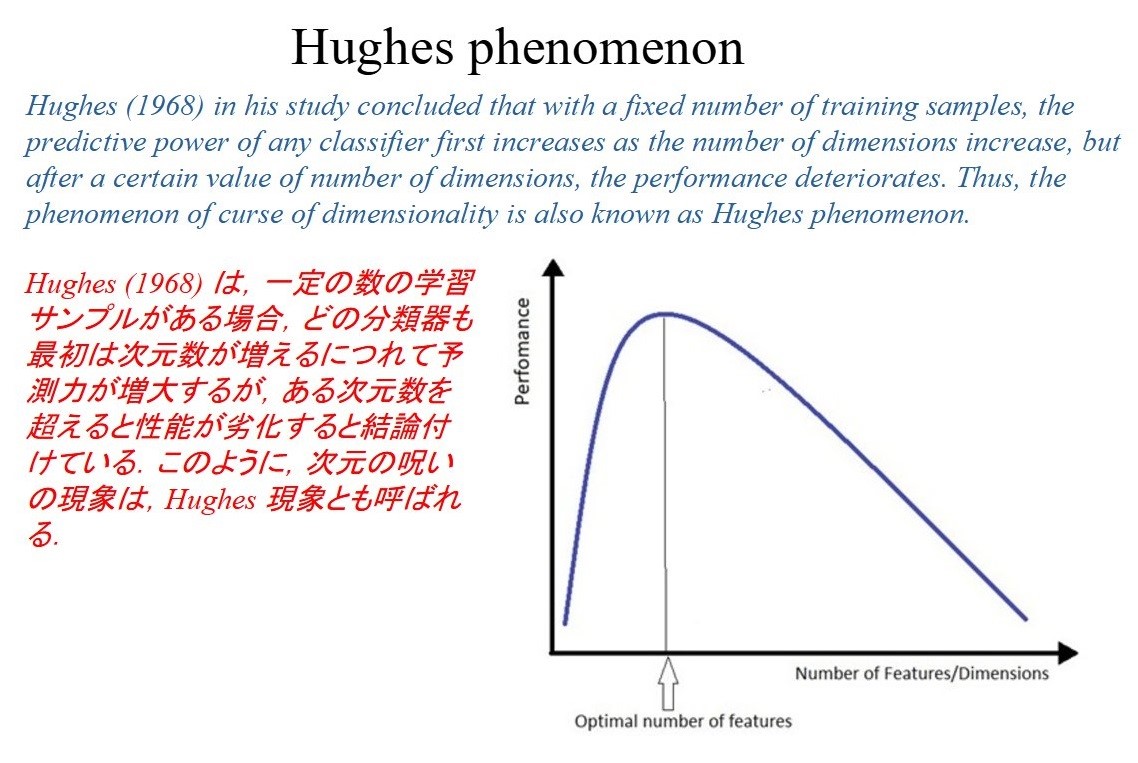 Hughes phenomenon
Hughes (1968) in his study concluded that with a fixed number of training samples, the
predictive power of any classifier first increases as the number of dimensions increase, but
after a certain value of number of dimensions, the performance deteriorates. Thus, the
phenomenon of curse of dimensionality is also known as Hughes phenomenon.
Hughes (1968) は, 一定の数の学習
サンプルがある場合, どの分類器も
最初は次元数が増えるにつれて予
測力が増大するが, ある次元数を
超えると性能が劣化すると結論付
けている. このように, 次元の呪い
の現象は, Hughes 現象とも呼ばれ
る.
Perfomance
Number of Features/Dimensions
Optimal number of features